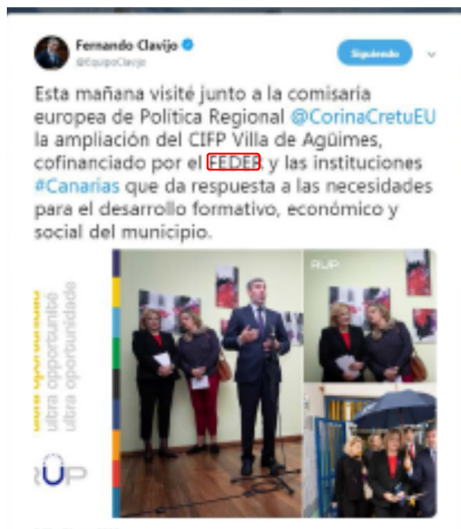 Fernando Clavijo
@EquipoClavijo
Siguiendo
Esta mañana visité junto a la comisaria
europea de Política Regional @CorinaCretuEU
la ampliación del CIFP Villa de Agüimes,
cofinanciado por el FEDER, y las instituciones
#Canarias que da respuesta a las necesidades
para el desarrollo formativo, económico y
social del municipio.
ultra opportunité
ultra oportunidade
RUP
RUP